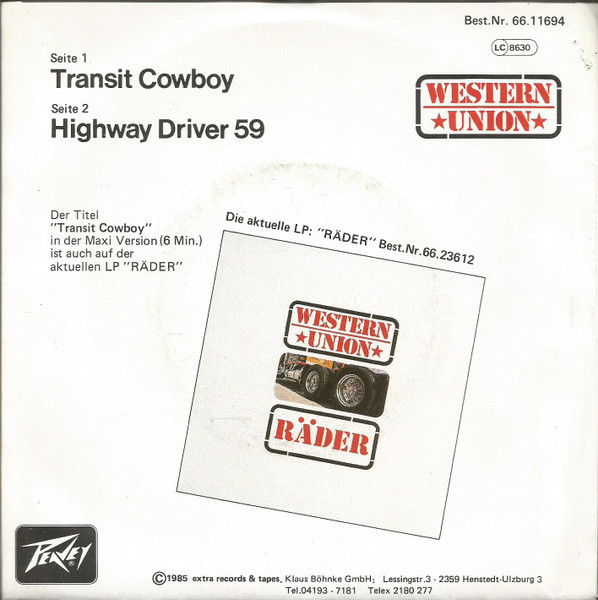 Best.Nr. 66.11694
LC 8630
Seite 1
Transit Cowboy
Seite 2
Highway Driver 59
WESTERN
★UNION★
Der Titel
"Transit Cowboy"
in der Maxi Version (6 Min.)
ist auch auf der
aktuellen LP "RÄDER"
Die aktuelle LP: "RÄDER" Best.Nr.66.23612
WESTERN
★UNION★
RÄDER
PEAVEY®
©1985 extra records & tapes, Klaus Böhnke GmbH; Lessingstr.3 - 2359 Henstedt-Ulzburg 3
Tel.04193 - 7181 Telex 2180 277